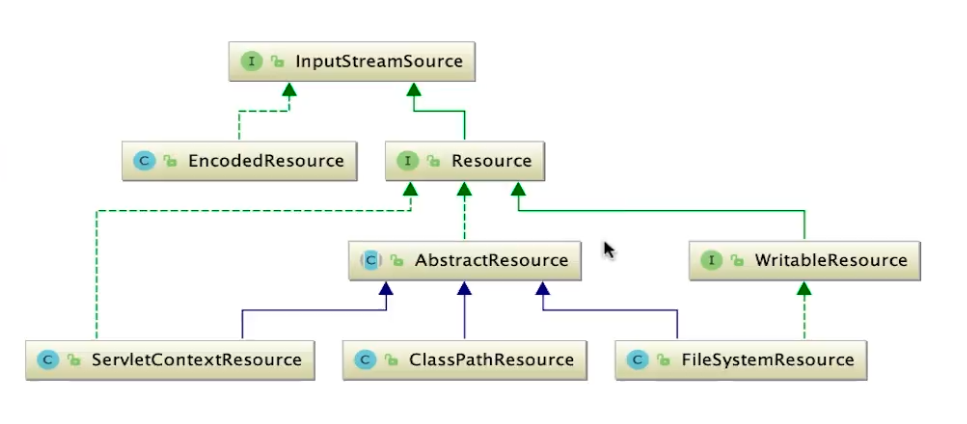 I InputStreamSource
C EncodedResource
I Resource
C AbstractResource
I WritableResource
C ServletContextResource
C ClassPathResource
C FileSystemResource